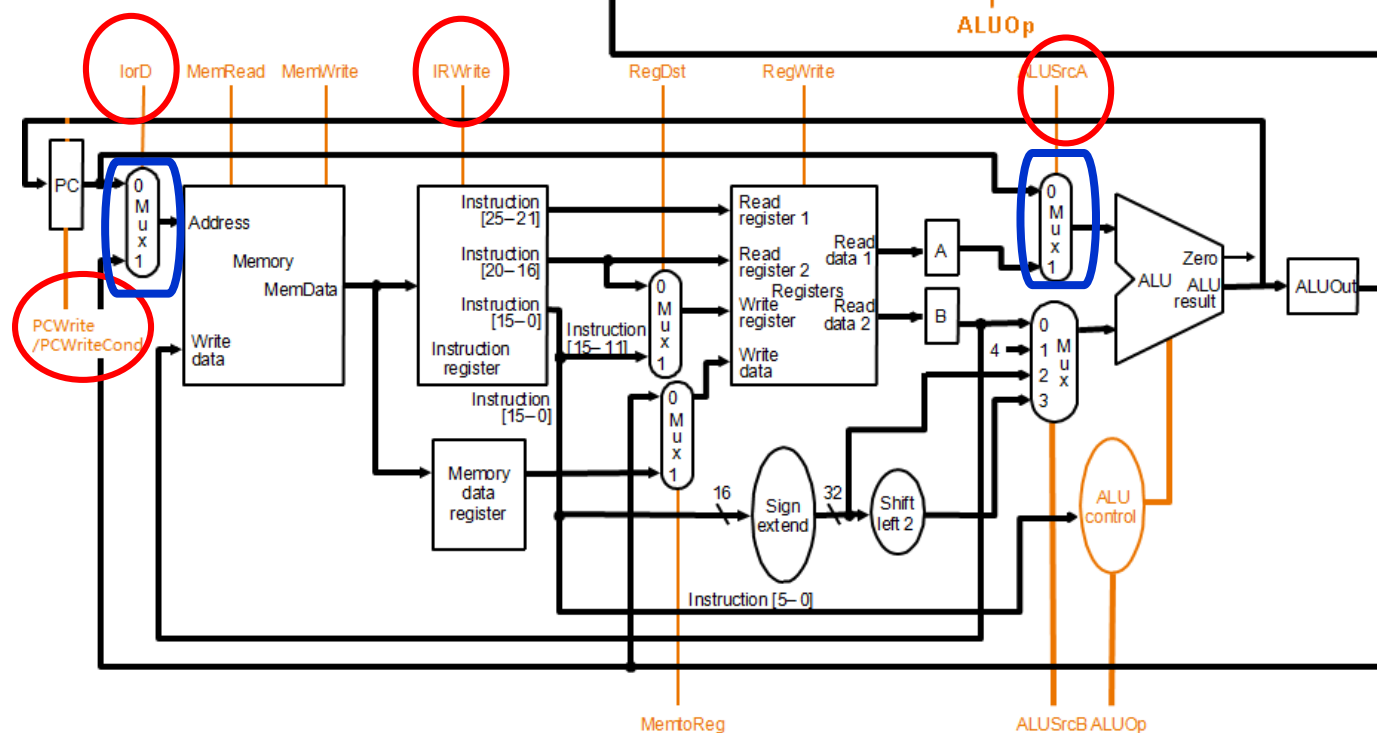 ALUOp
IorD
MemRead
MemWrite
IRWrite
RegDst
RegWrite
ALUSrcA
PC
0
M
u
x
1
Address
Memory
MemData
Write
data
PCWrite
/PCWriteCond
Instruction
[25–21]
Instruction
[20–16]
Instruction
[15–0]
Instruction
register
Instruction
[15–11]
Instruction
[15–0]
0
M
u
x
1
0
M
u
x
1
Read
register 1
Read
register 2
Registers
Write
register
Write
data
Read
data 1
Read
data 2
A
B
0
M
u
x
1
4
0
1
2
3
M
u
x
Zero
ALU
ALU
result
ALUOut
Memory
data
register
16
Sign
extend
32
Shift
left 2
ALU
control
Instruction [5–0]
MemtoReg
ALUSrcB
ALUOp